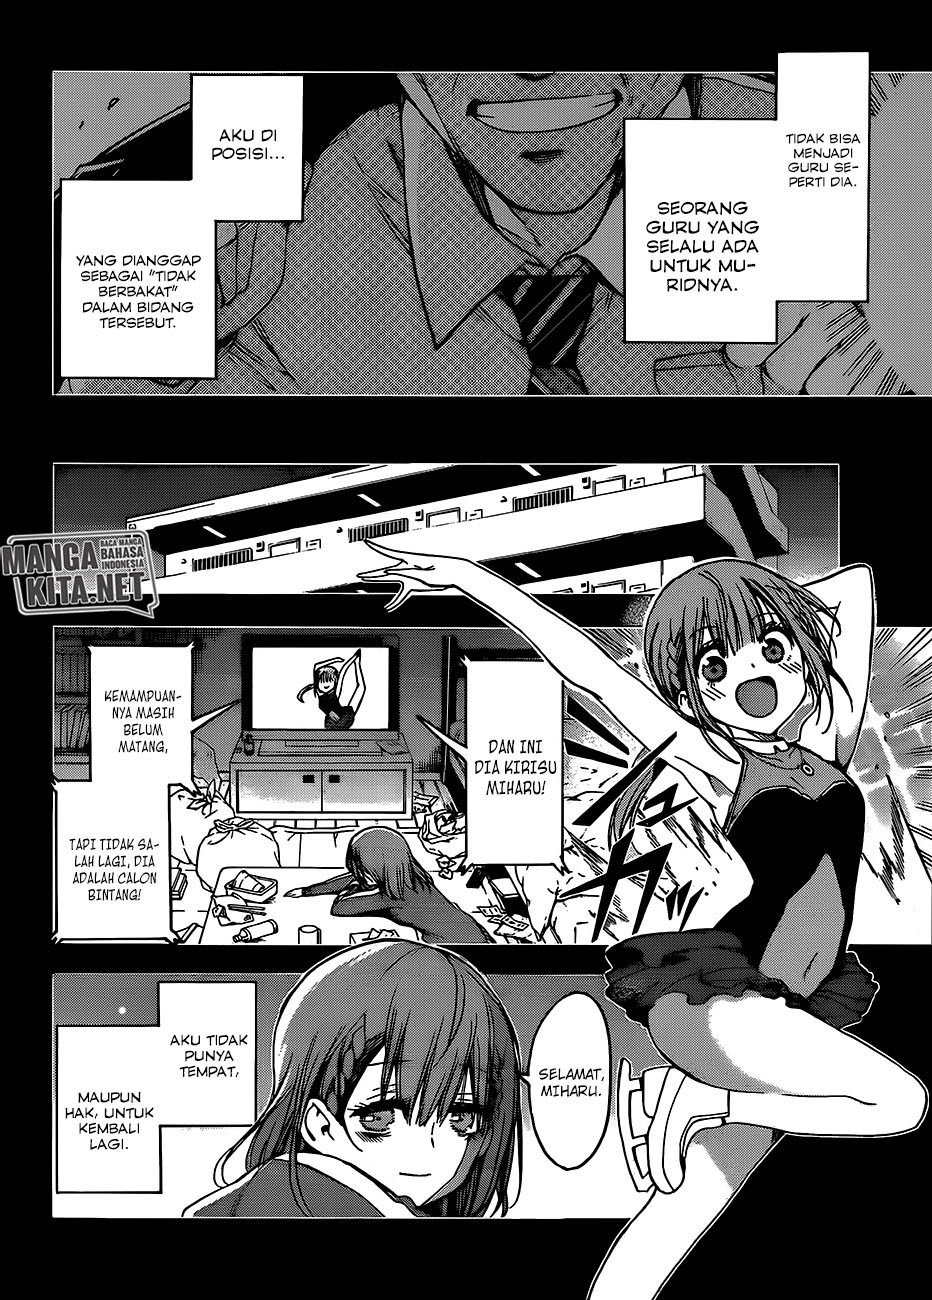 TIDAK BISA
MENJADI
GURU SE-
PERTI DIA.
SEORANG
GURU YANG
SELALU ADA
UNTUK MU-
RIDNYA.
AKU DI
POSISI...
YANG DIANGGAP
SEBAGAI "TIDAK
BERBAKAT"
DALAM BIDANG
TERSEBUT.
MANGA
KITA.NET
BACA MANGA
BAHASA
INDONESIA
DAN INI
DIA KIRISU
MIHARU!
KEMAMPUAN-
NYA MASIH
BELUM
MATANG,
TAPI TIDAK SA-
LAH LAGI, DIA
ADALAH CALON
BINTANG!
SELAMAT,
MIHARU.
AKU TIDAK
PUNYA
TEMPAT,
MAUPUN
HAK, UNTUK
KEMBALI
LAGI.